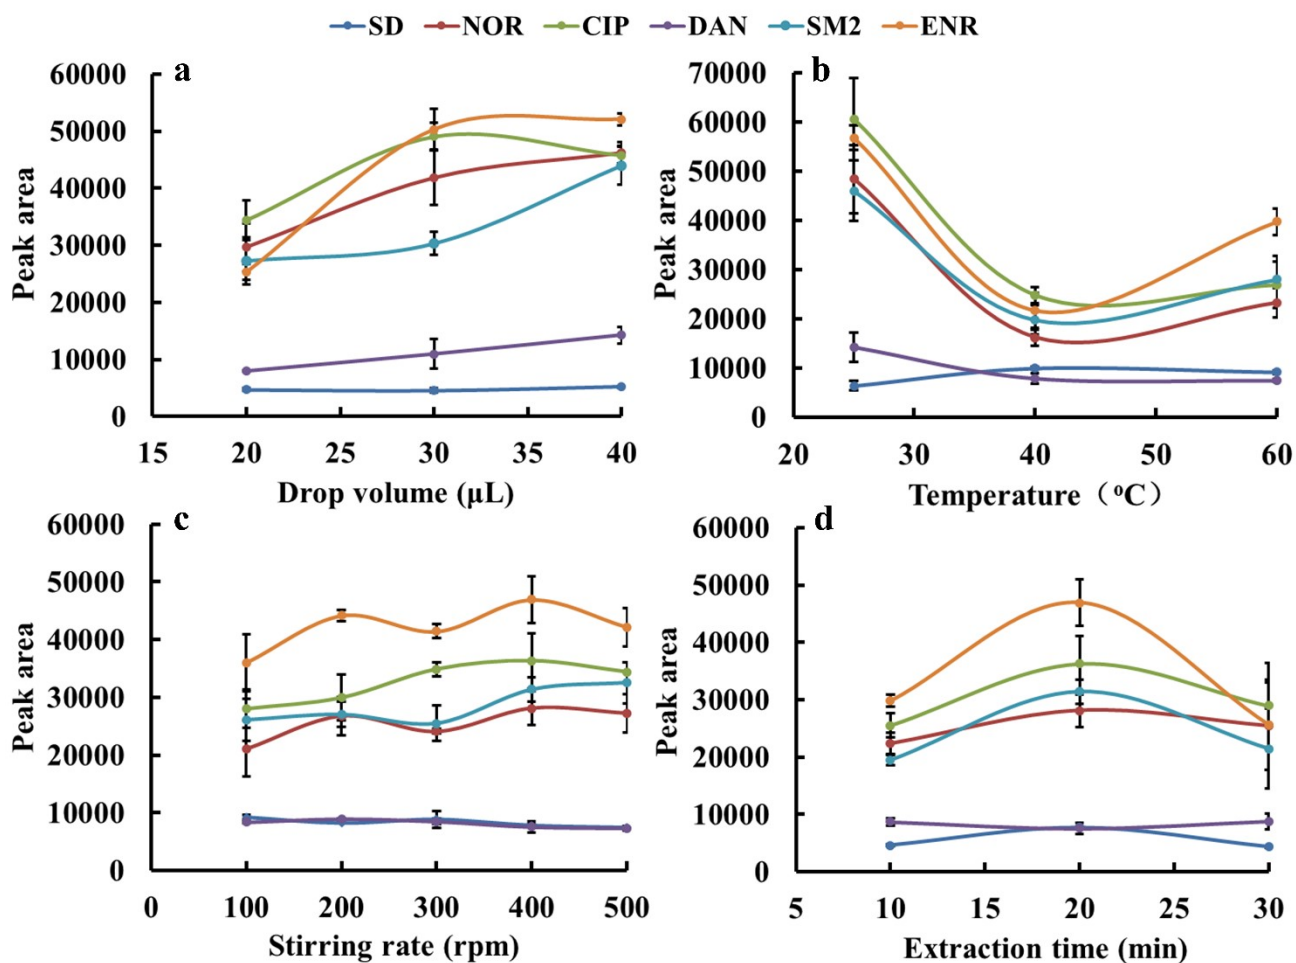 SD NOR CIP DAN SM2 ENR
a
60000
50000
40000
30000
20000
10000
0
Peak area
15 20 25 30 35 40
Drop volume (μL)
b
70000
60000
50000
40000
30000
20000
10000
0
Peak area
20 30 40 50 60
Temperature（°C）
c
60000
50000
40000
30000
20000
10000
0
Peak area
0 100 200 300 400 500
Stirring rate (rpm)
d
60000
50000
40000
30000
20000
10000
0
Peak area
5 10 15 20 25 30
Extraction time (min)